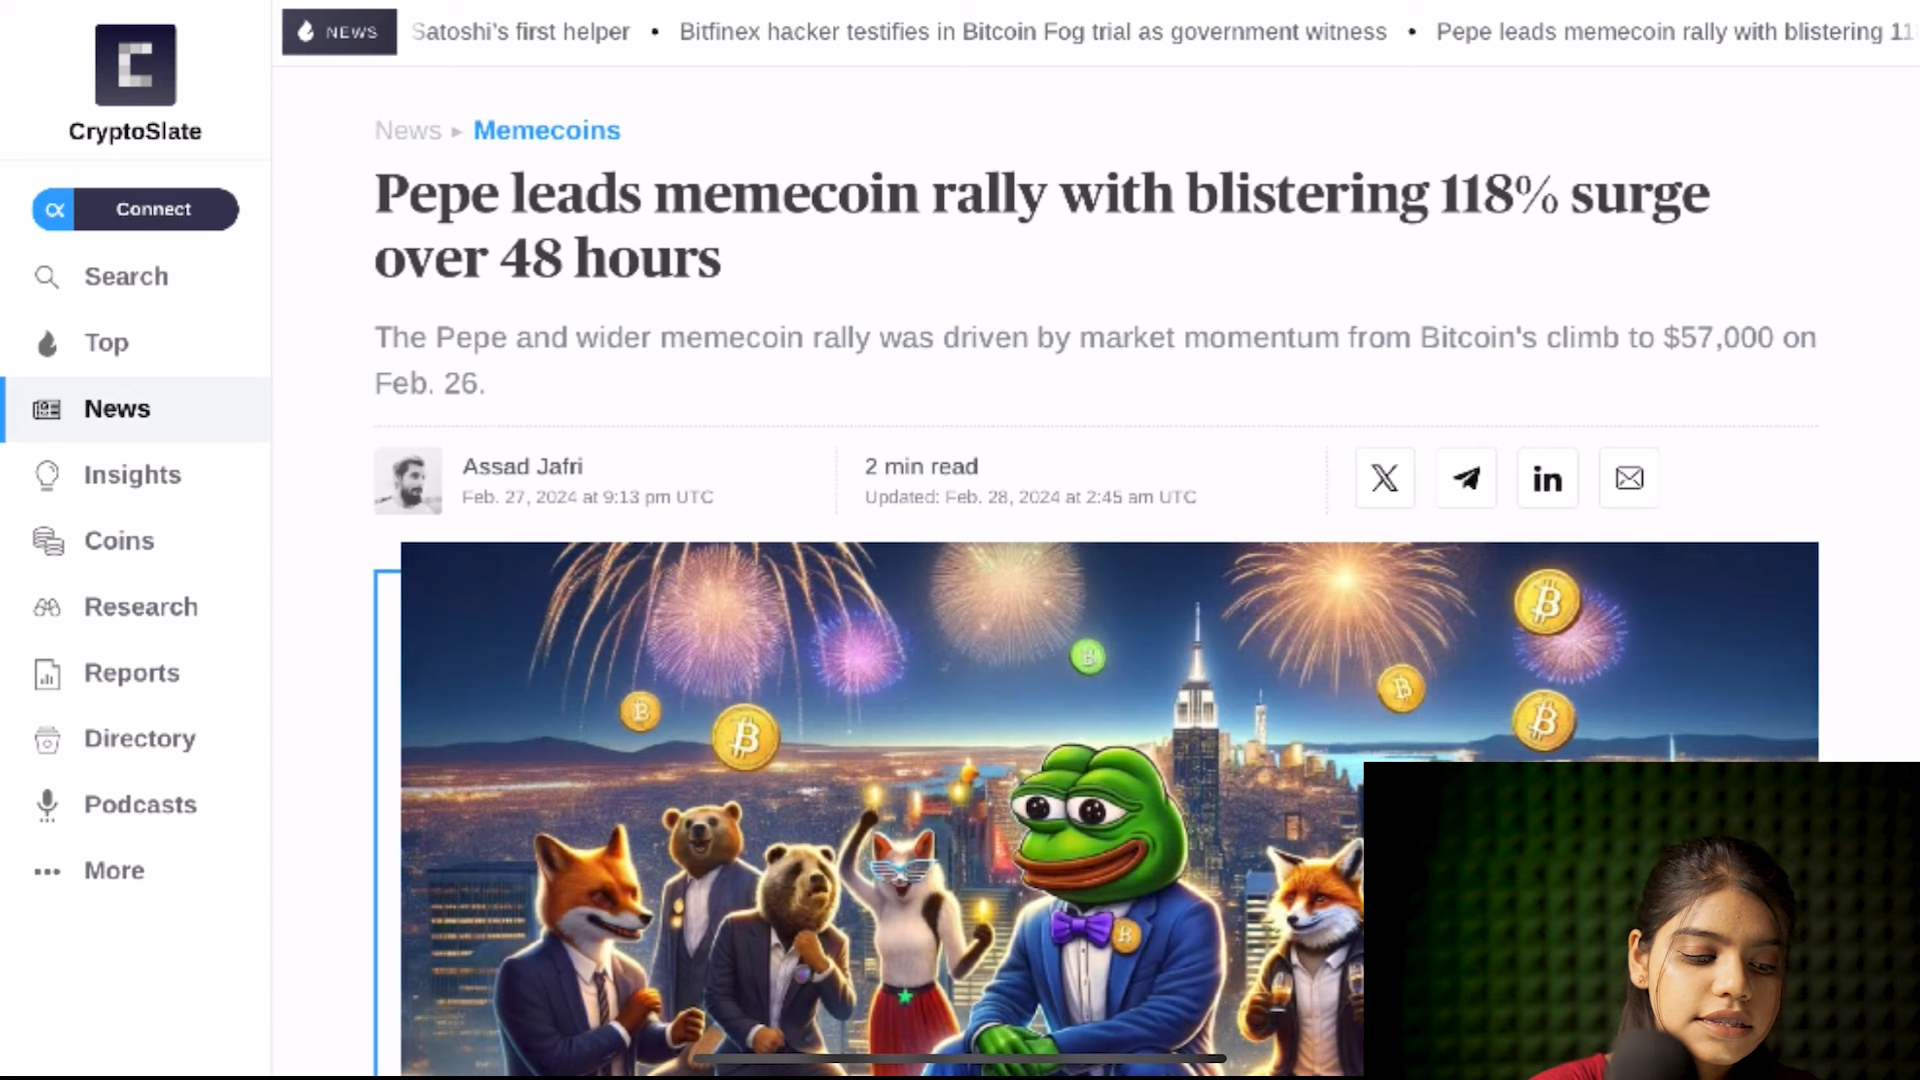 CryptoSlate
Connect
Search
Top
News
Insights
Coins
Research
Reports
Directory
Podcasts
More
NEWS
Satoshi's first helper • Bitfinex hacker testifies in Bitcoin Fog trial as government witness • Pepe leads memecoin rally with blistering 11
News ▸ Memecoins
Pepe leads memecoin rally with blistering 118% surge
over 48 hours
The Pepe and wider memecoin rally was driven by market momentum from Bitcoin's climb to $57,000 on
Feb. 26.
Assad Jafri
Feb. 27, 2024 at 9:13 pm UTC
2 min read
Updated: Feb. 28, 2024 at 2:45 am UTC